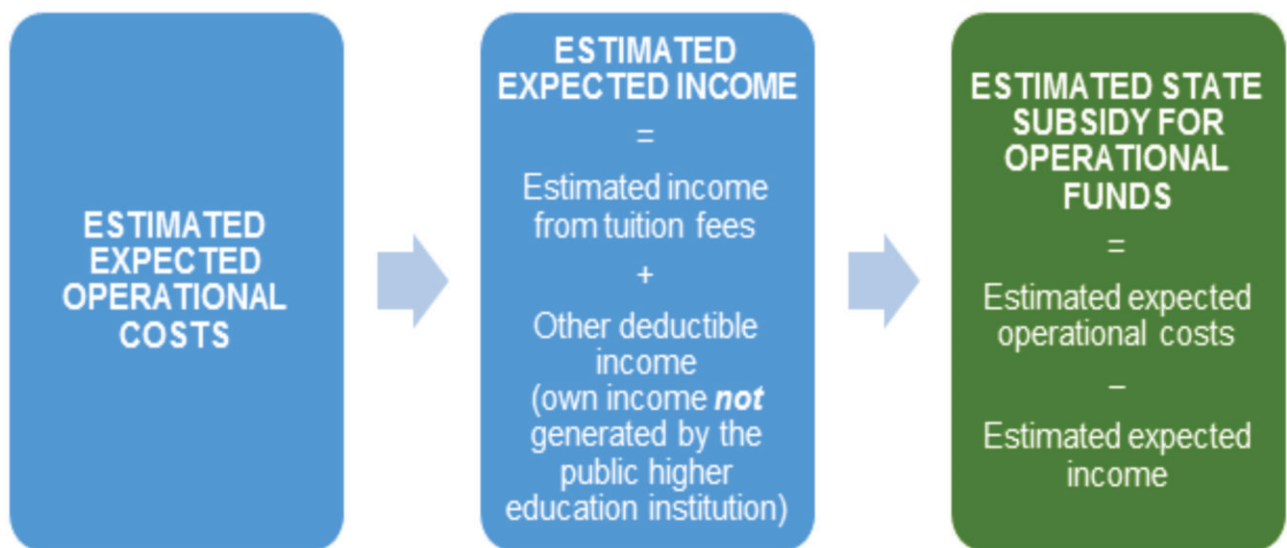 ESTIMATED
EXPECTED
OPERATIONAL
COSTS
ESTIMATED
EXPECTED INCOME
=
Estimated income
from tuition fees
+
Other deductible
income
(own income not
generated by the
public higher
education institution)
ESTIMATED STATE
SUBSIDY FOR
OPERATIONAL
FUNDS
=
Estimated expected
operational costs
–
Estimated expected
income